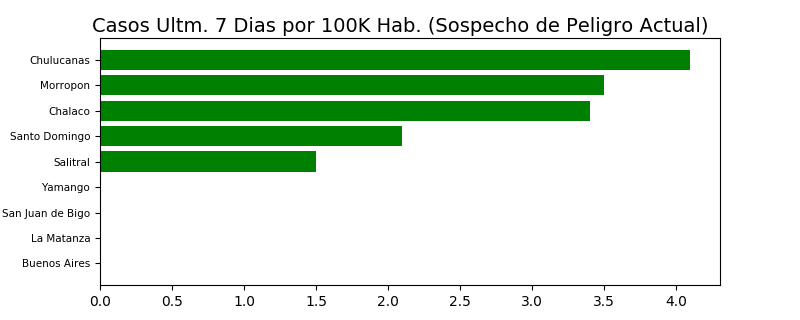 Casos Ultm. 7 Dias por 100K Hab. (Sospecho de Peligro Actual)
Chulucanas
Morropon
Chalaco
Santo Domingo
Salitral
Yamango
San Juan de Bigo
La Matanza
Buenos Aires
0.0 0.5 1.0 1.5 2.0 2.5 3.0 3.5 4.0